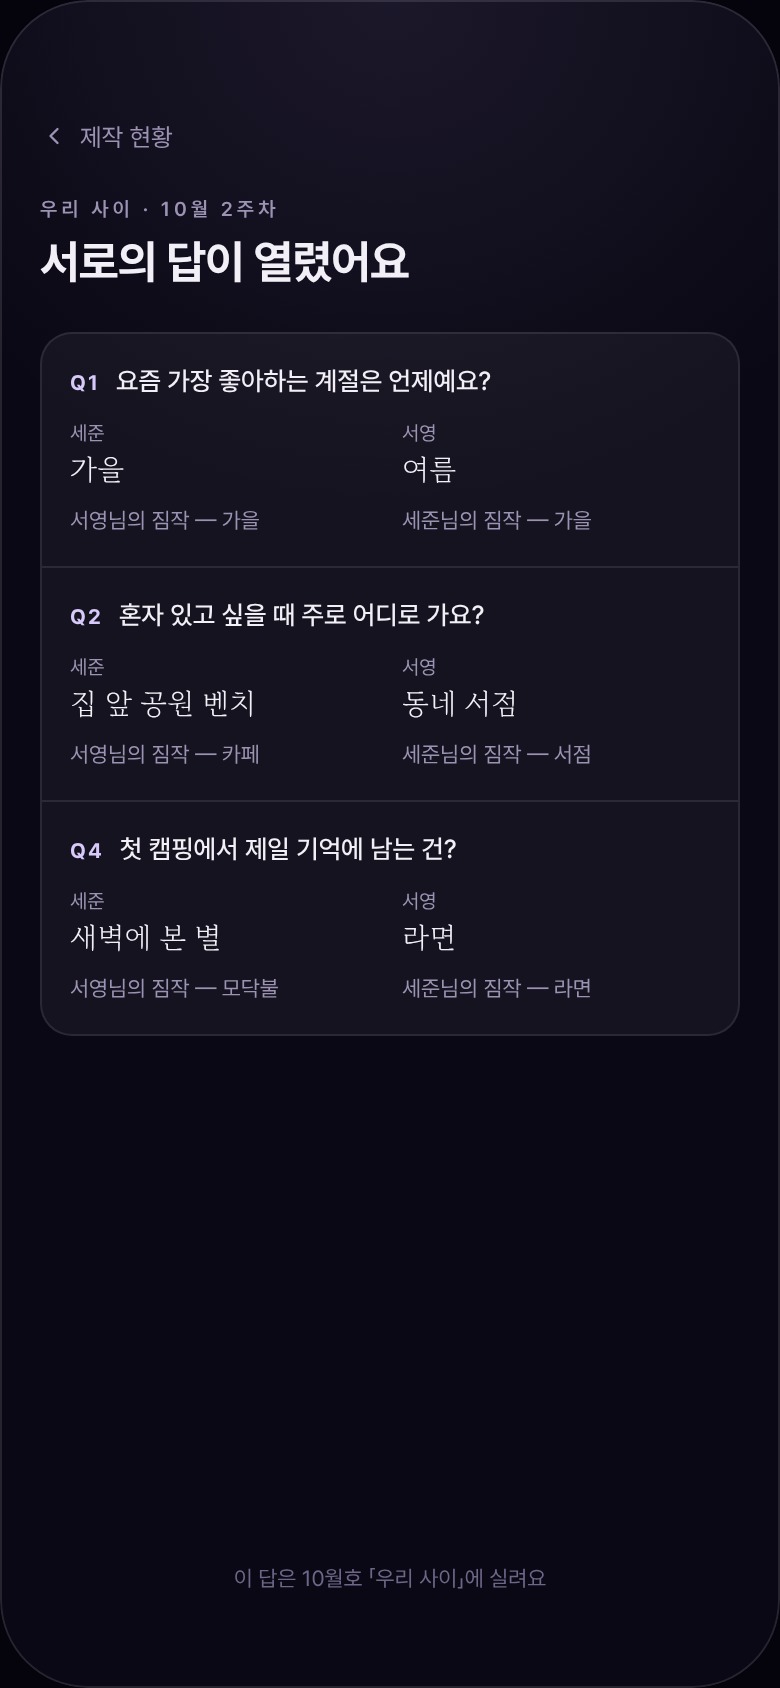 제작 현황
우리 사이 · 10월 2주차
서로의 답이 열렸어요
Q1 요즘 가장 좋아하는 계절은 언제예요?
세준 서영
가을 여름
서영님의 짐작 — 가을 세준님의 짐작 — 가을
Q2 혼자 있고 싶을 때 주로 어디로 가요?
세준 서영
집 앞 공원 벤치 동네 서점
서영님의 짐작 — 카페 세준님의 짐작 — 서점
Q4 첫 캠핑에서 제일 기억에 남는 건?
세준 서영
새벽에 본 별 라면
서영님의 짐작 — 모닥불 세준님의 짐작 — 라면
이 답은 10월호 「우리 사이」에 실려요